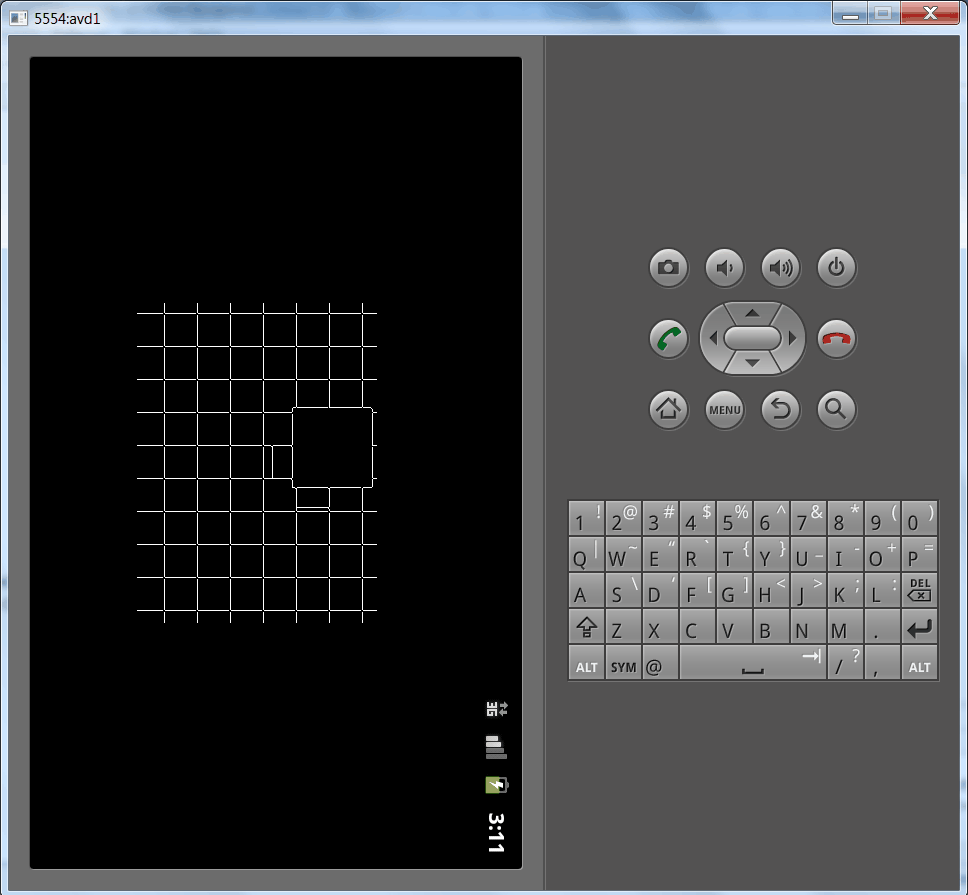 5554:avd1
3G
3:11
MENU
1 ! 2 @ 3 # 4 $ 5 % 6 ^ 7 & 8 * 9 ( 0 )
Q | W ~ E “ R ` T { Y } U _ I - O + P =
A S \ D ‘ F [ G ] H < J > K ; L : DEL
Z X C V B N M .
ALT SYM @ / ? , ALT